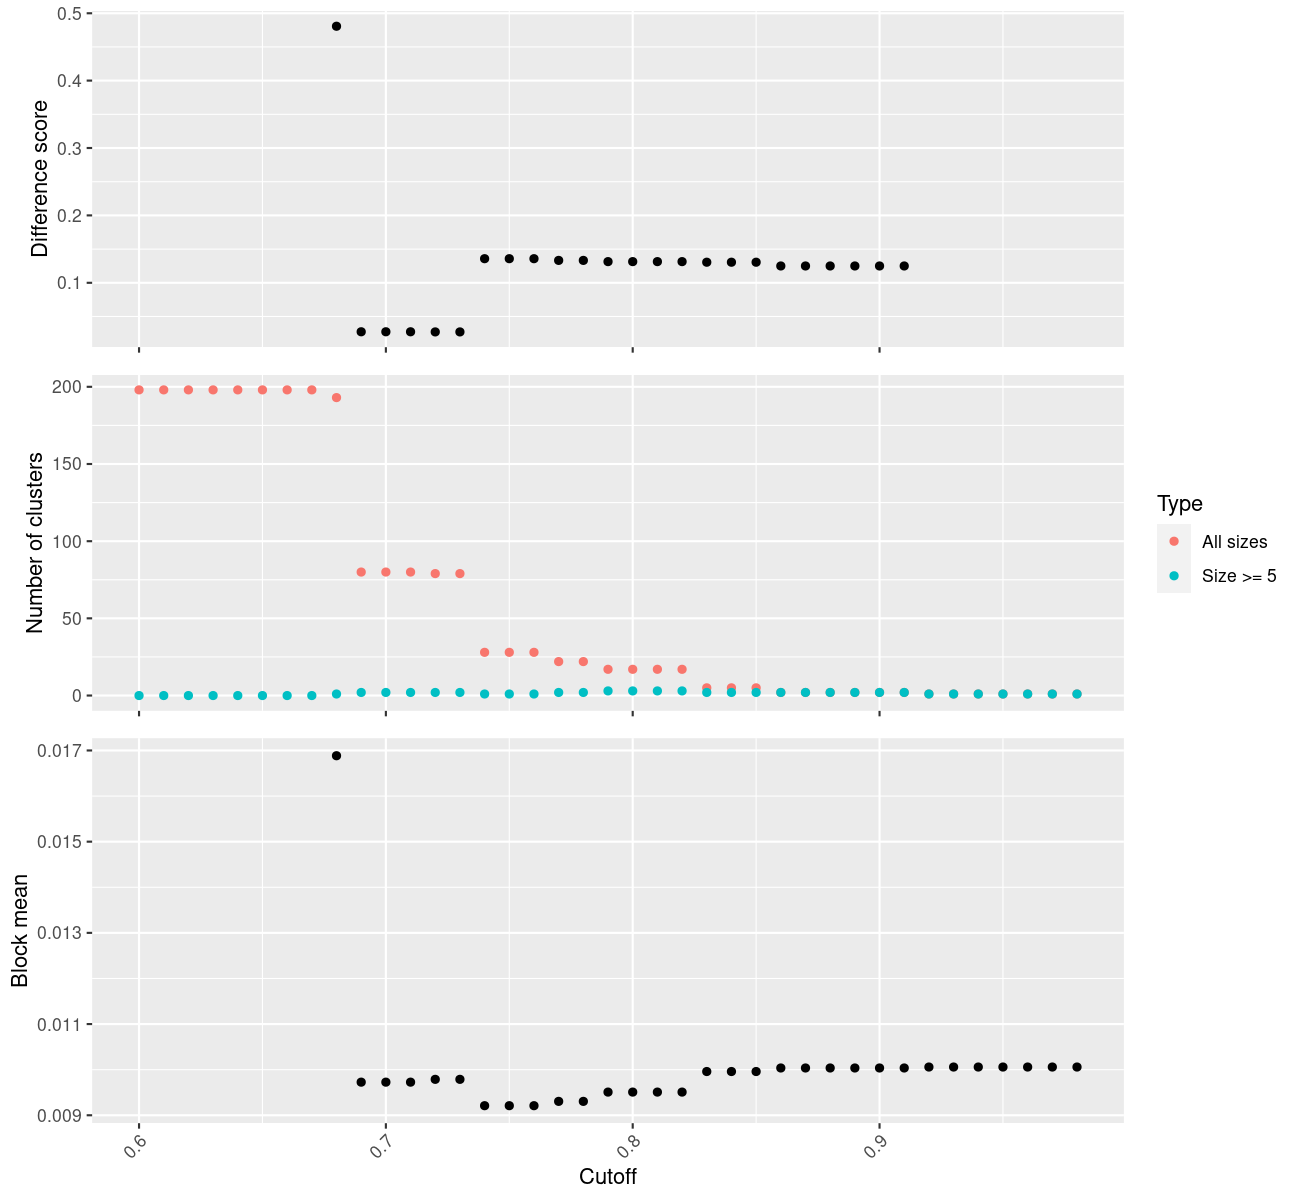 0.5
0.4
0.3
0.2
0.1
Difference score
200
150
100
50
0
Number of clusters
Type
All sizes
Size >= 5
0.017
0.015
0.013
0.011
0.009
Block mean
0.6
0.7
0.8
0.9
Cutoff